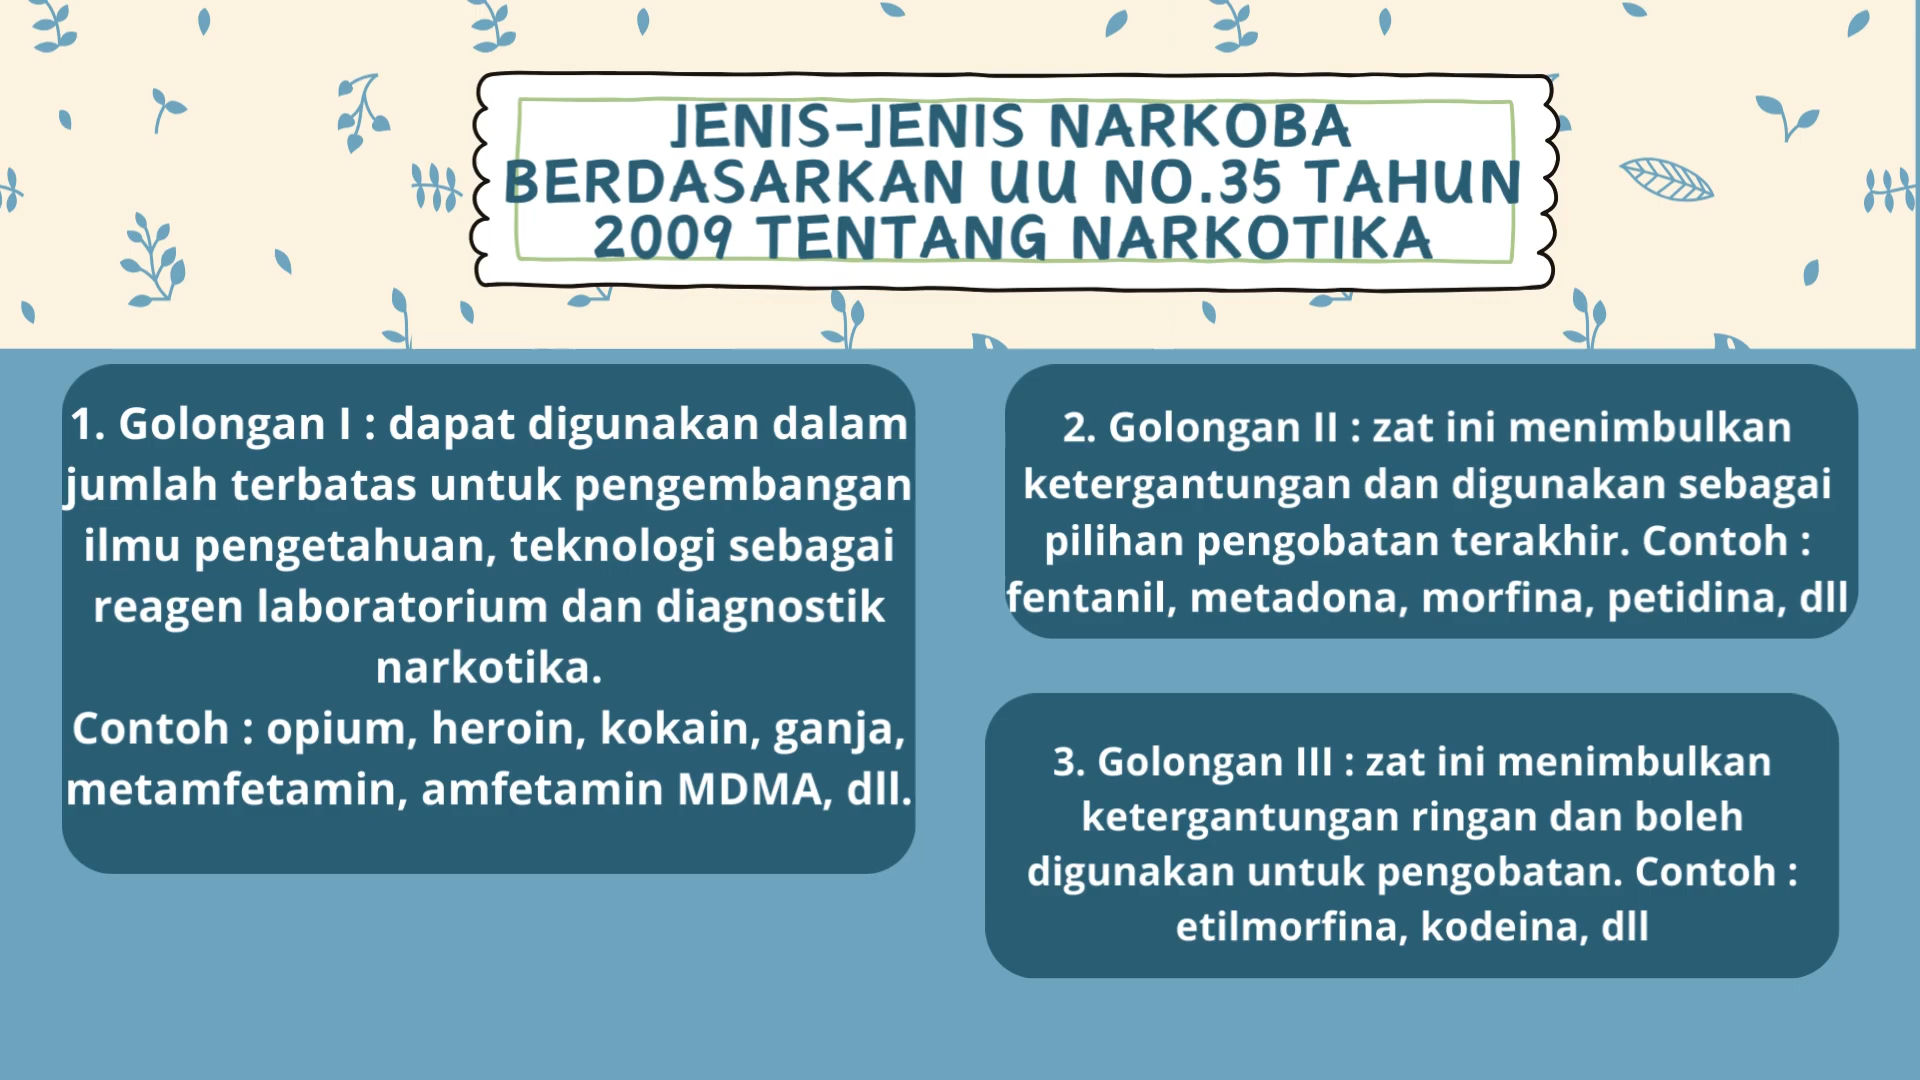 JENIS-JENIS NARKOBA
BERDASARKAN UU NO.35 TAHUN
2009 TENTANG NARKOTIKA
1. Golongan I : dapat digunakan dalam
jumlah terbatas untuk pengembangan
ilmu pengetahuan, teknologi sebagai
reagen laboratorium dan diagnostik
narkotika.
Contoh : opium, heroin, kokain, ganja,
metamfetamin, amfetamin MDMA, dll.
2. Golongan II : zat ini menimbulkan
ketergantungan dan digunakan sebagai
pilihan pengobatan terakhir. Contoh :
fentanil, metadona, morfina, petidina, dll
3. Golongan III : zat ini menimbulkan
ketergantungan ringan dan boleh
digunakan untuk pengobatan. Contoh :
etilmorfina, kodeina, dll